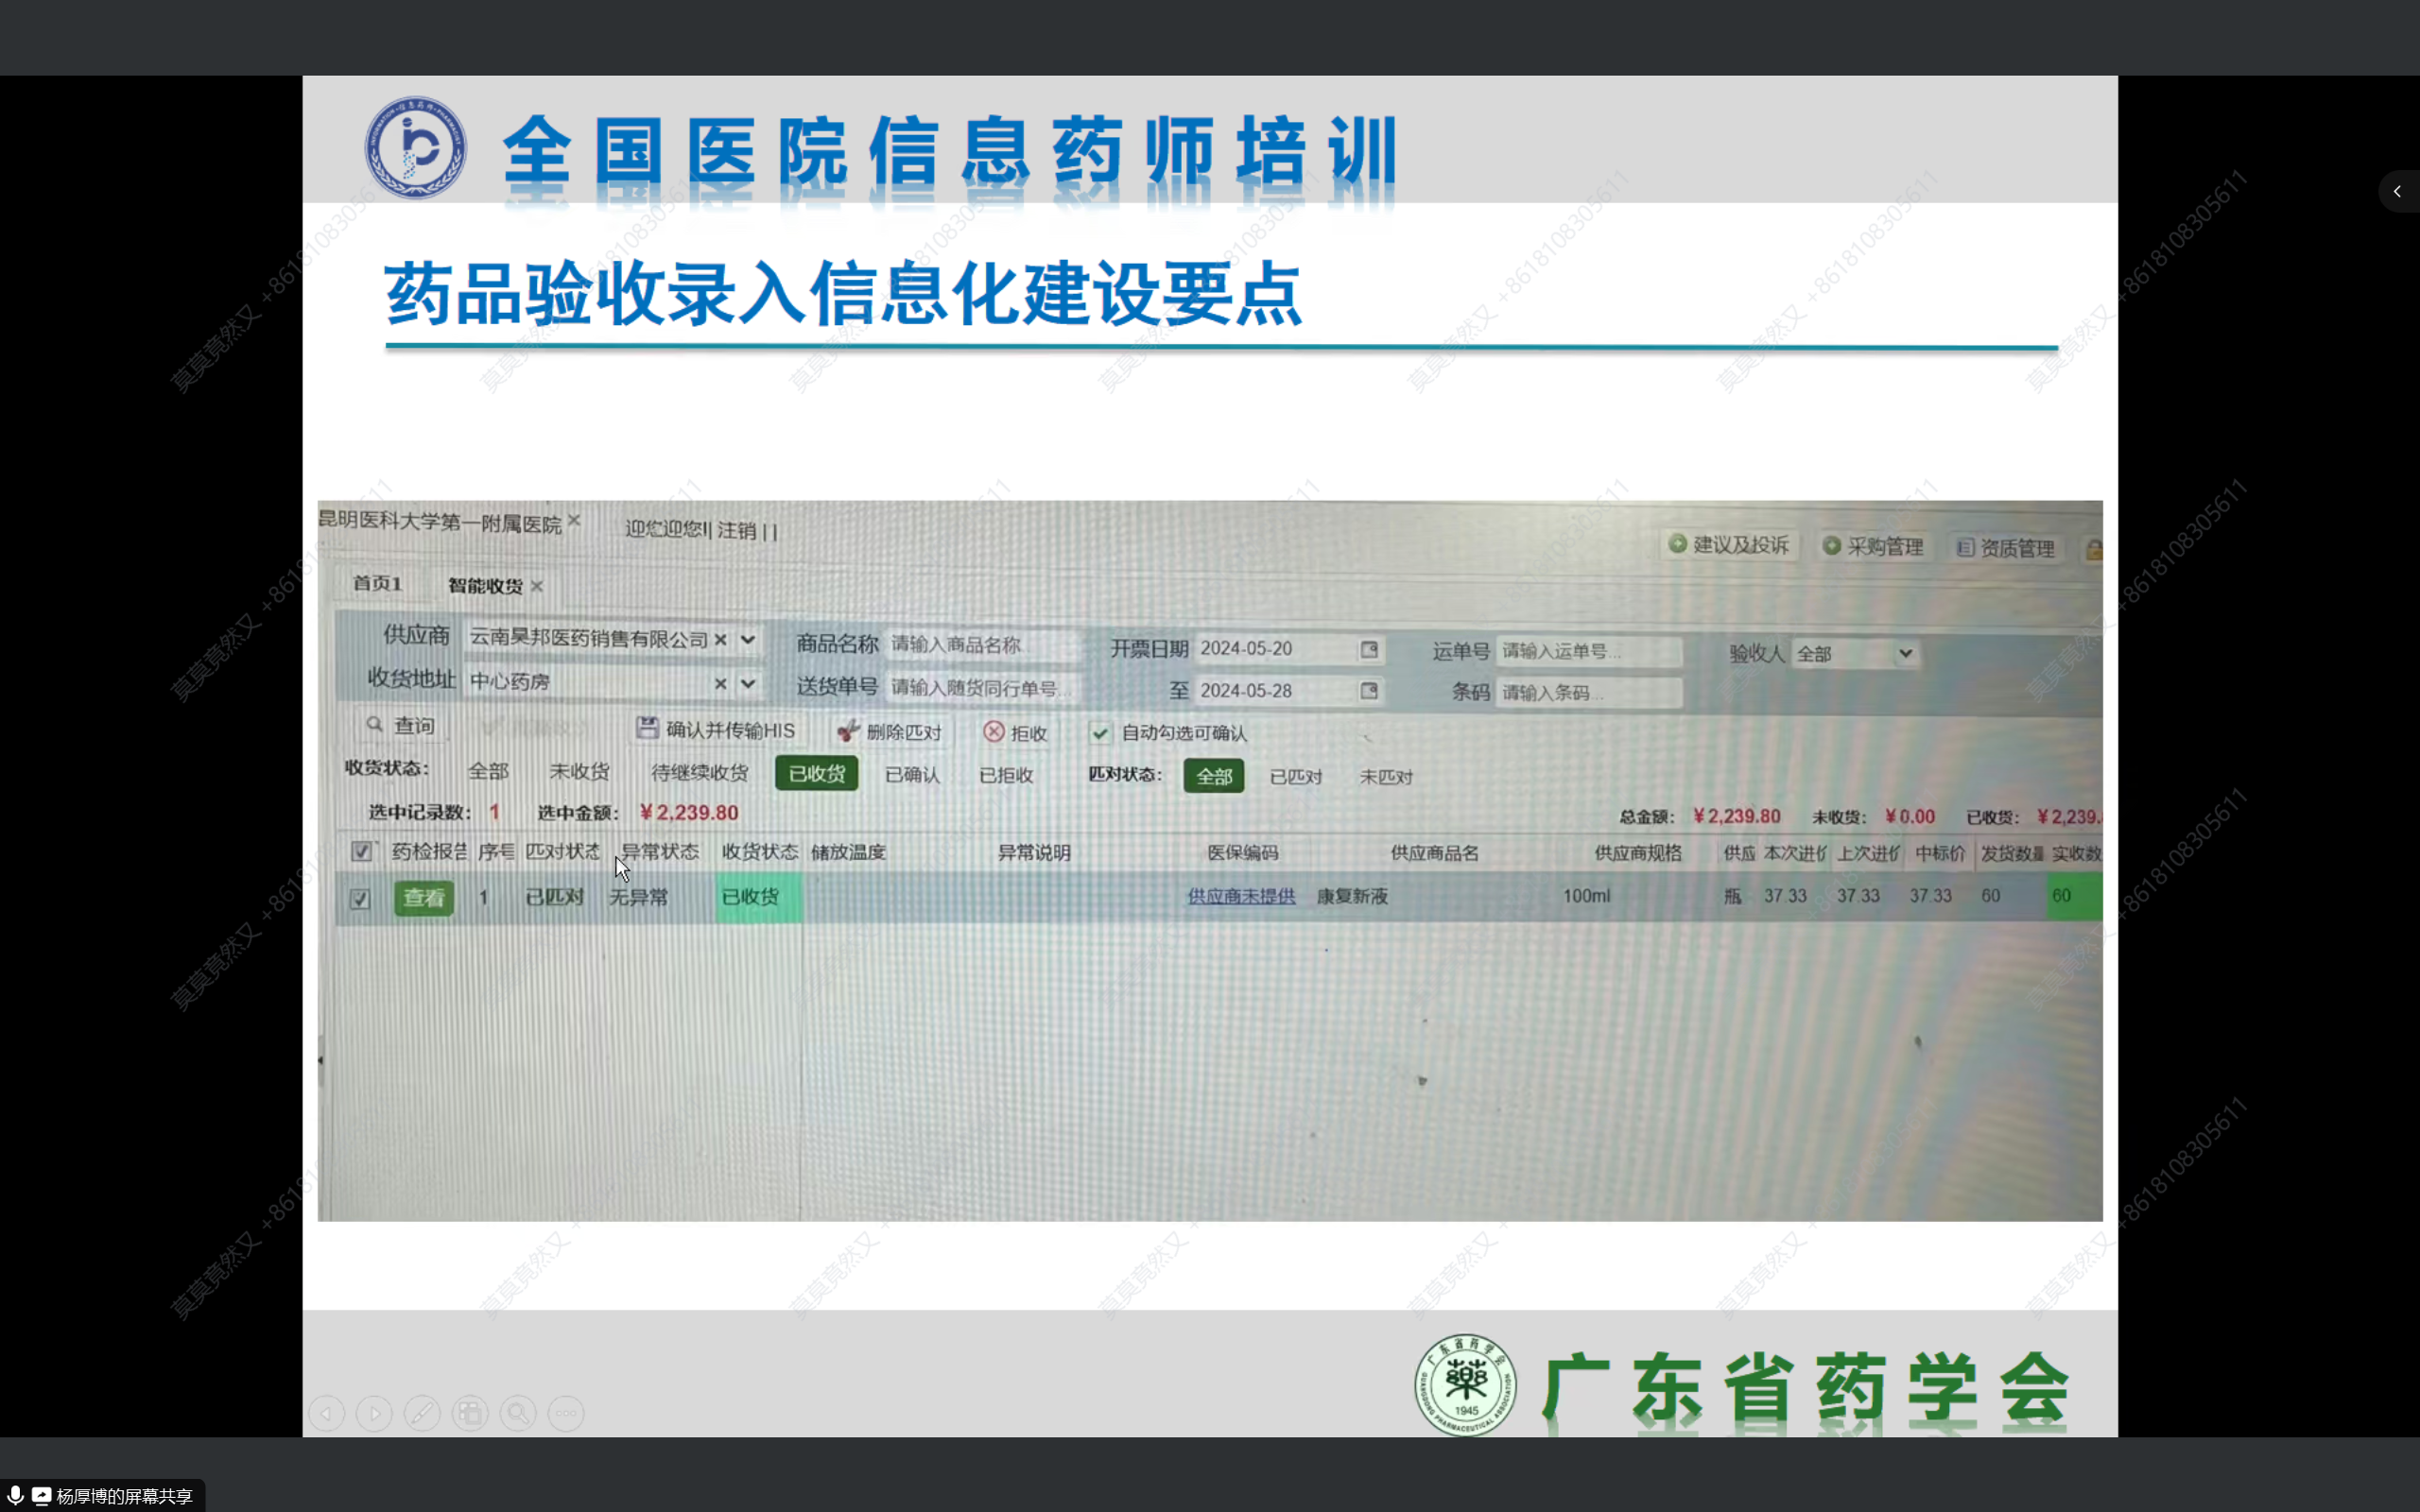 全国医院信息药师培训
药品验收录入信息化建设要点
昆明医科大学第一附属医院 × 迎您迎您!| 注销 | |
建议及投诉 采购管理 资质管理
首页1 智能收货 ×
供应商 云南昊邦医药销售有限公司 × 商品名称 请输入商品名称 开票日期 2024-05-20 运单号 请输入运单号... 验收人 全部
收货地址 中心药房 × 送货单号 请输入随货同行单号... 至 2024-05-28 条码 请输入条码...
查询 确认并传输HIS 删除匹对 拒收 自动勾选可确认
收货状态: 全部 未收货 待继续收货 已收货 已确认 已拒收 匹对状态: 全部 已匹对 未匹对
选中记录数: 1 选中金额: ¥2,239.80 总金额: ¥2,239.80 未收货: ¥0.00 已收货: ¥2,239.
药检报告 序号 匹对状态 异常状态 收货状态 储放温度 异常说明 医保编码 供应商品名 供应商规格 供应 本次进价 上次进价 中标价 发货数量 实收数
查看 1 已匹对 无异常 已收货 供应商未提供 康复新液 100ml 瓶 37.33 37.33 37.33 60 60
广东省药学会
GUANGDONG PHARMACEUTICAL ASSOCIATION
藥
1945
广东省药学会
杨厚博的屏幕共享
莫莫竟然又 +8618108305611